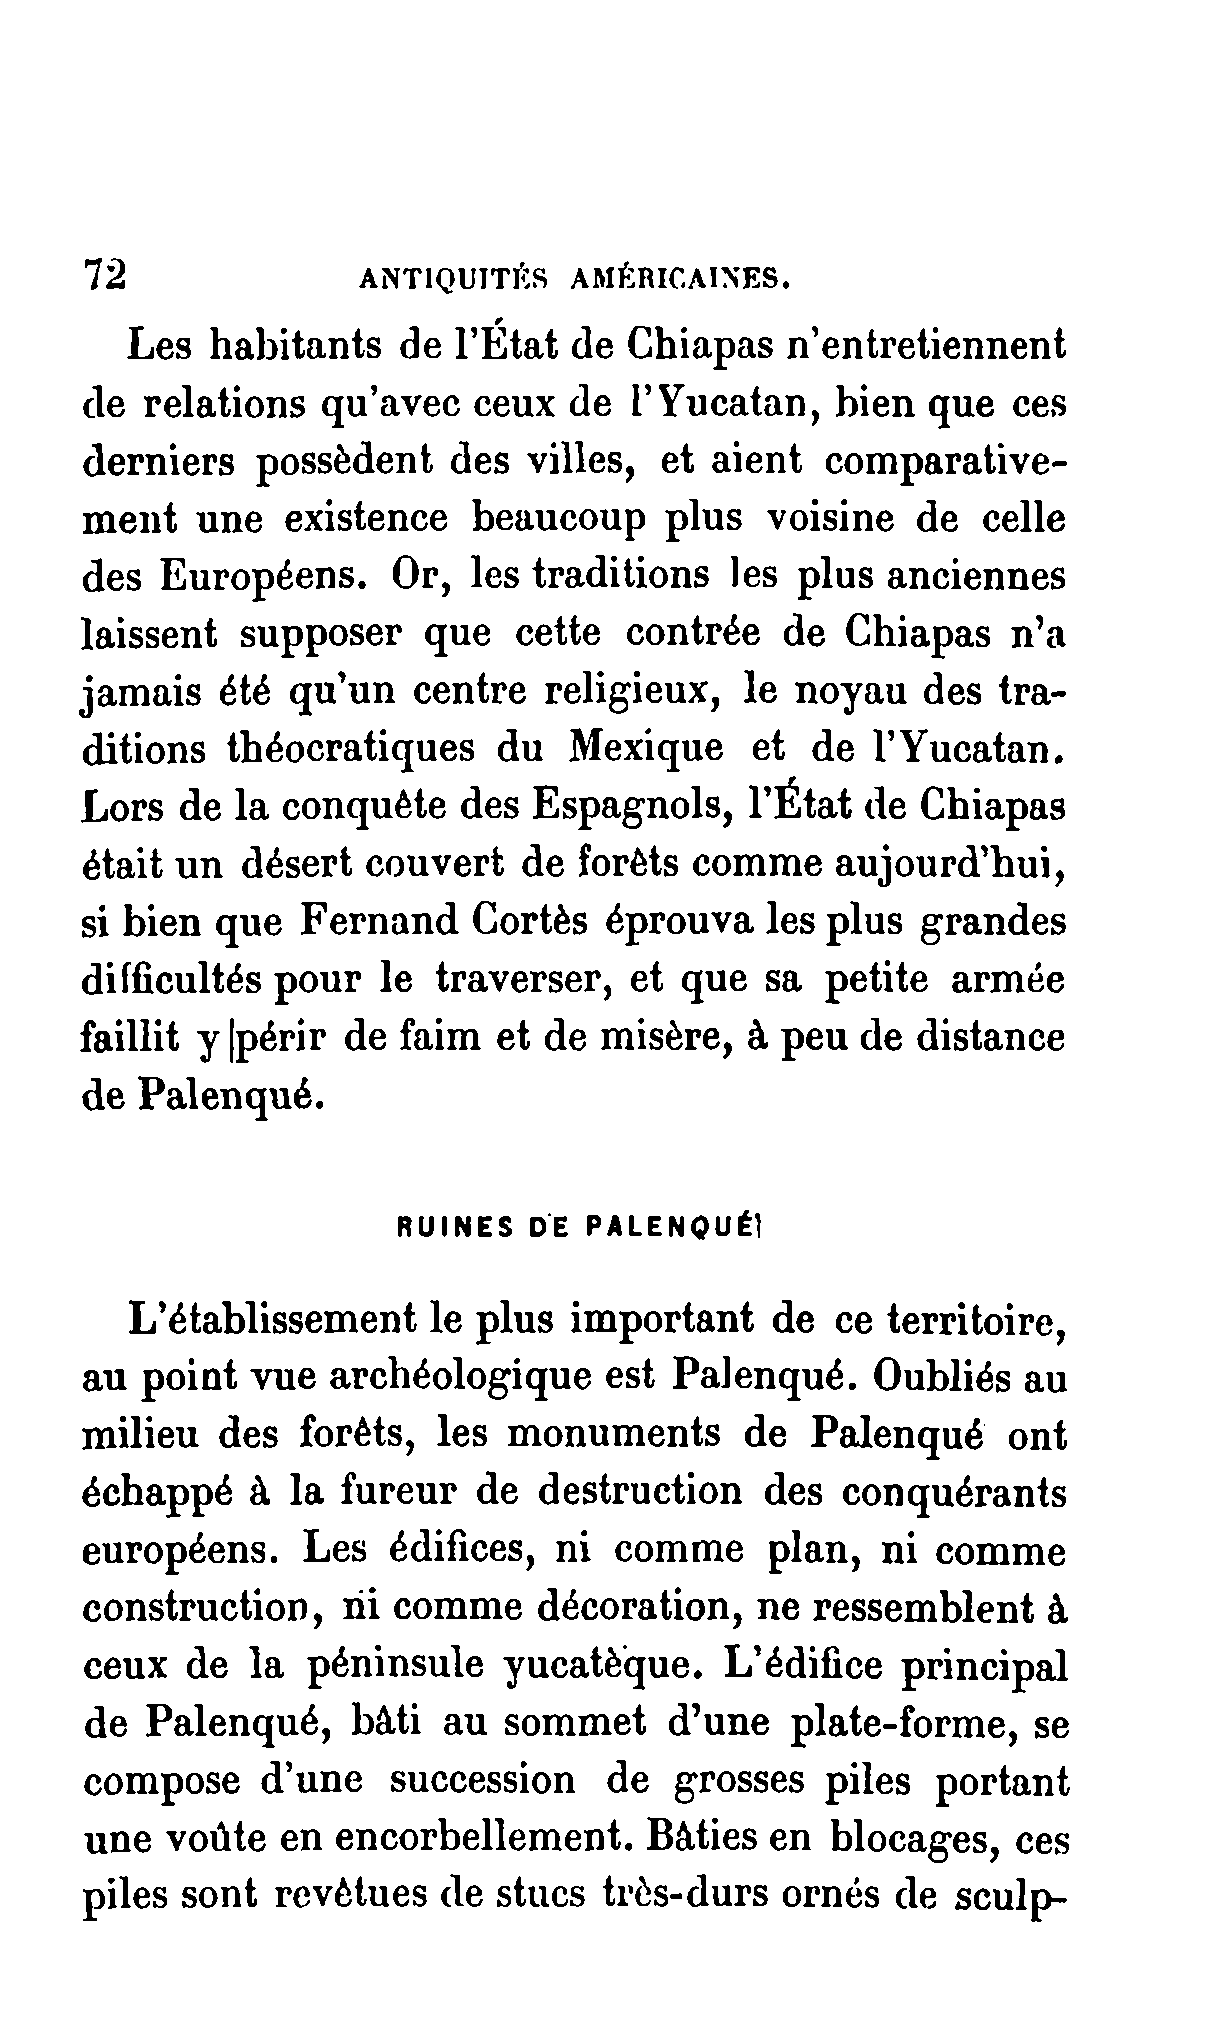 72 ANTIQUITÉS AMÉRICAINES.
Les habitants de l'État de Chiapas n'entretiennent
de relations qu'avec ceux de l'Yucatan, bien que ces
derniers possèdent des villes, et aient comparative-
ment une existence beaucoup plus voisine de celle
des Européens. Or, les traditions les plus anciennes
laissent supposer que cette contrée de Chiapas n'a
jamais été qu'un centre religieux, le noyau des tra-
ditions théocratiques du Mexique et de l'Yucatan.
Lors de la conquête des Espagnols, l'État de Chiapas
était un désert couvert de forêts comme aujourd'hui,
si bien que Fernand Cortès éprouva les plus grandes
difficultés pour le traverser, et que sa petite armée
faillit y périr de faim et de misère, à peu de distance
de Palenqué.
RUINES DE PALENQUÉ
L'établissement le plus important de ce territoire,
au point vue archéologique est Palenqué. Oubliés au
milieu des forêts, les monuments de Palenqué ont
échappé à la fureur de destruction des conquérants
européens. Les édifices, ni comme plan, ni comme
construction, ni comme décoration, ne ressemblent à
ceux de la péninsule yucatèque. L'édifice principal
de Palenqué, bâti au sommet d'une plate-forme, se
compose d'une succession de grosses piles portant
une voûte en encorbellement. Bâties en blocages, ces
piles sont revêtues de stucs très-durs ornés de sculp-